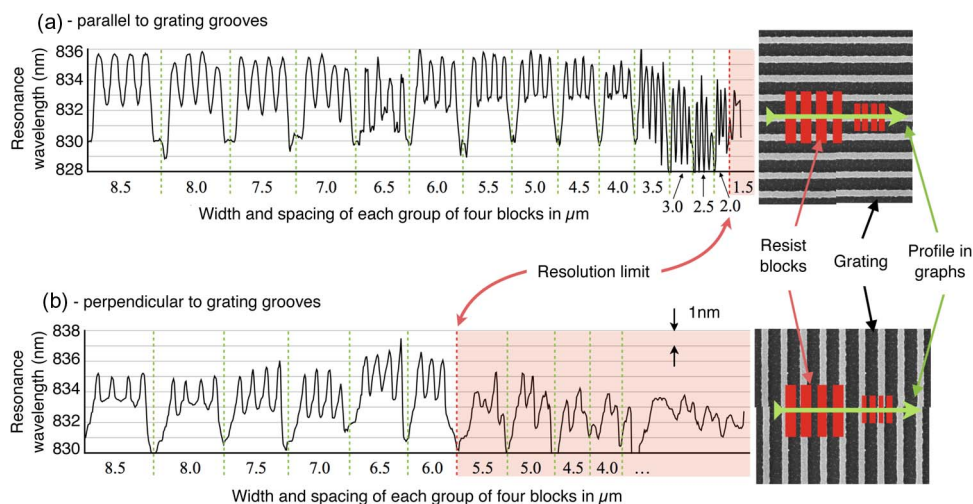 (a) - parallel to grating grooves
Resonance
wavelength (nm)
836
834
832
830
828
8.5 8.0 7.5 7.0 6.5 6.0 5.5 5.0 4.5 4.0 3.5 3.0 2.5 2.0 1.5
Width and spacing of each group of four blocks in µm
Resolution limit
Resist
blocks
Grating
Profile in
graphs
(b) - perpendicular to grating grooves
1nm
Resonance
wavelength (nm)
838
836
834
832
830
8.5 8.0 7.5 7.0 6.5 6.0 5.5 5.0 4.5 4.0 ...
Width and spacing of each group of four blocks in µm